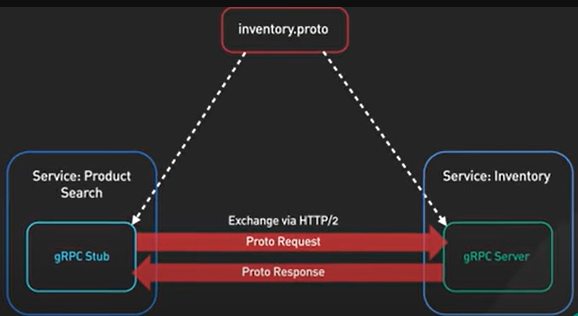 inventory.proto
Service: Product
Search
Service: Inventory
Exchange via HTTP/2
Proto Request
gRPC Stub
gRPC Server
Proto Response